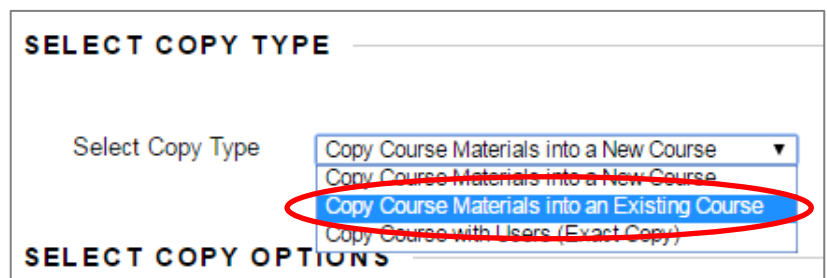 SELECT COPY TYPE
Select Copy Type
Copy Course Materials into a New Course
Copy Course Materials into a New Course
Copy Course Materials into an Existing Course
Copy Course with Users (Exact Copy)
SELECT COPY OPTIONS